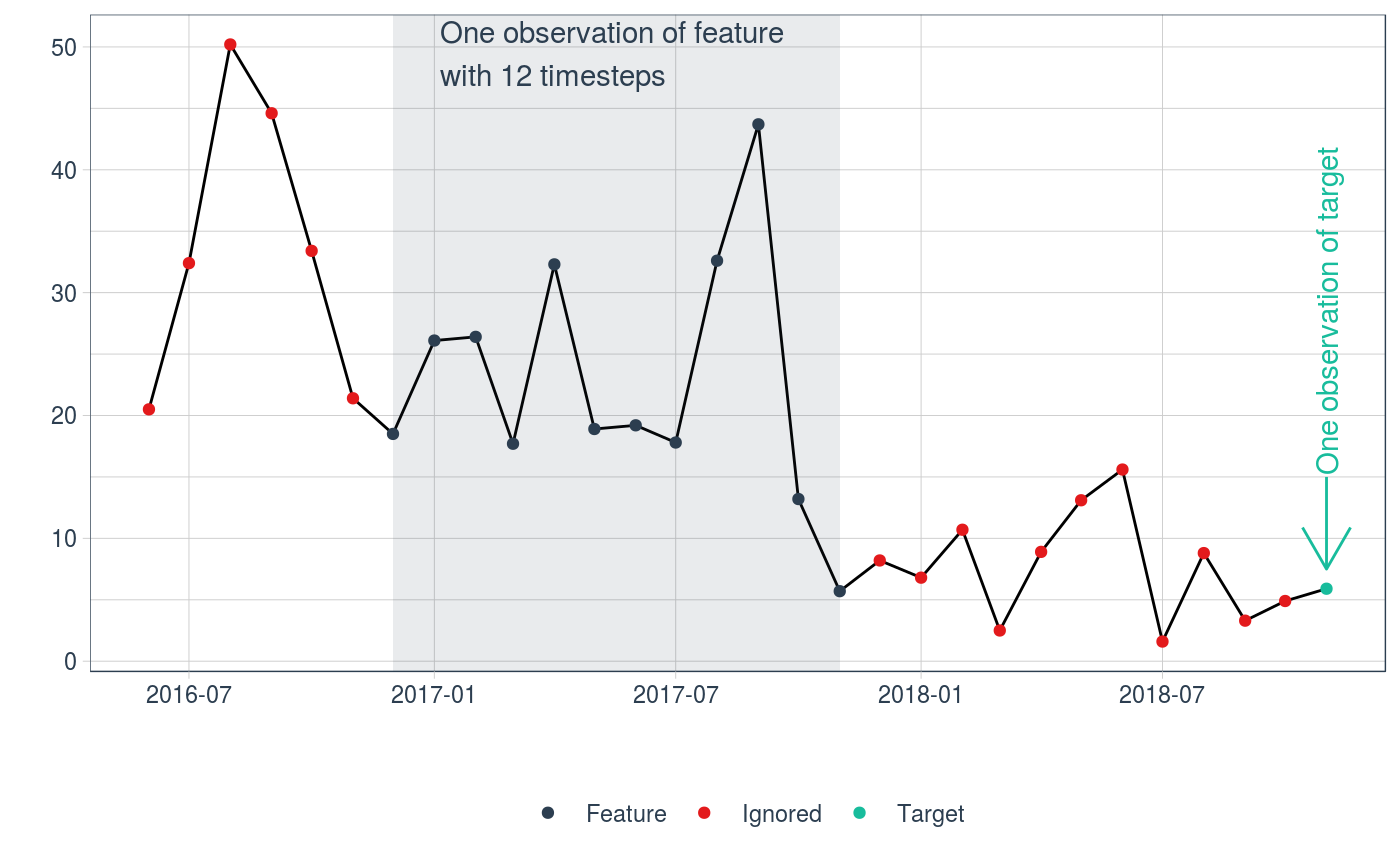 One observation of feature
with 12 timesteps
50
40
30
20
10
0
One observation of target
2016-07 2017-01 2017-07 2018-01 2018-07
Feature Ignored Target